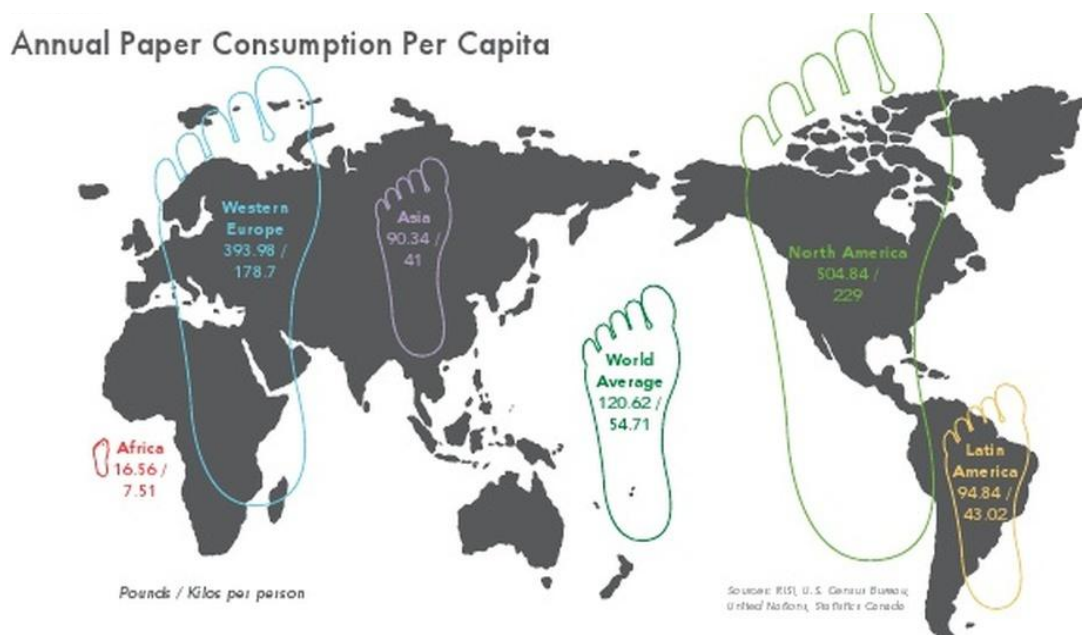 Annual Paper Consumption Per Capita
Western
Europe
393.98 /
178.7
Asia
90.34 /
41
North America
504.84 /
229
World
Average
120.62 /
54.71
Africa
16.56 /
7.51
Latin
America
94.84 /
43.02
Pounds / Kilos per person
Sources: RISI, U.S. Census Bureau,
United Nations, Statistics Canada